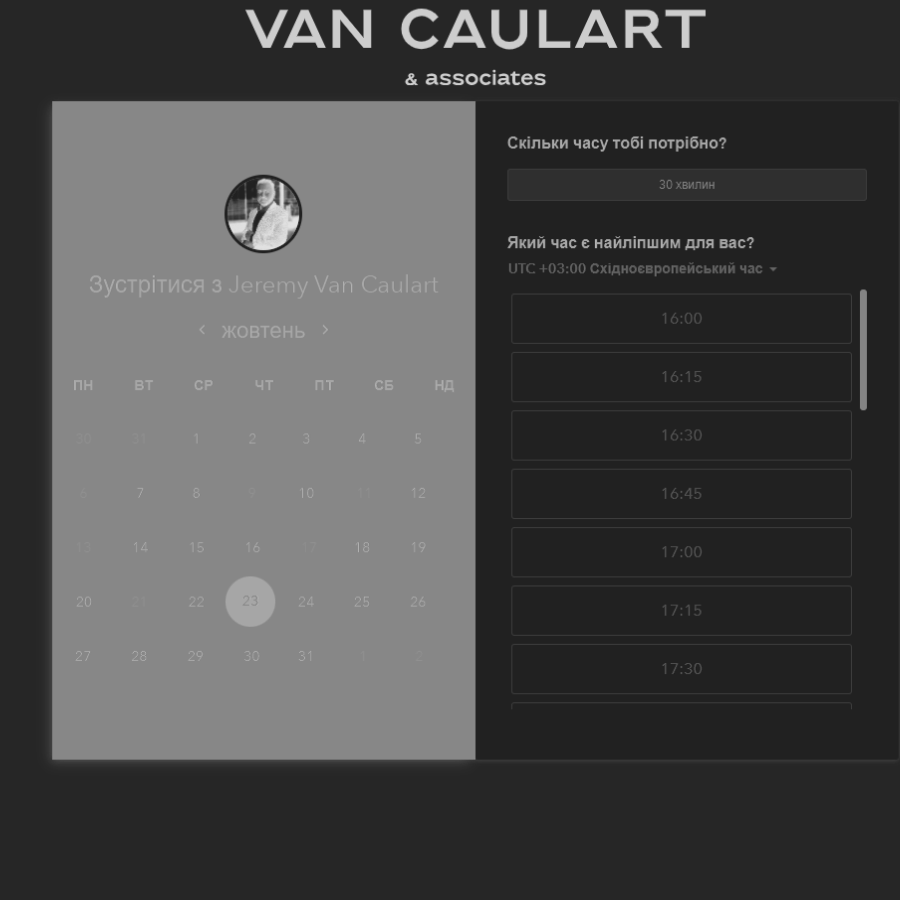 VAN CAULART
& associates
Зустрітися з Jeremy Van Caulart
жовтень
ПН ВТ СР ЧТ ПТ СБ НД
30 31 1 2 3 4 5
6 7 8 9 10 11 12
13 14 15 16 17 18 19
20 21 22 23 24 25 26
27 28 29 30 31 1 2
Скільки часу тобі потрібно?
30 хвилин
Який час є найліпшим для вас?
UTC +03:00 Східноєвропейський час
16:00
16:15
16:30
16:45
17:00
17:15
17:30